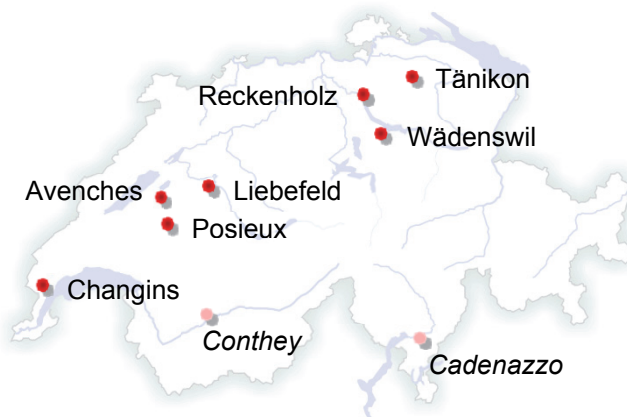 Tänikon
Reckenholz
Wädenswil
Avenches
Liebefeld
Posieux
Changins
Conthey
Cadenazzo